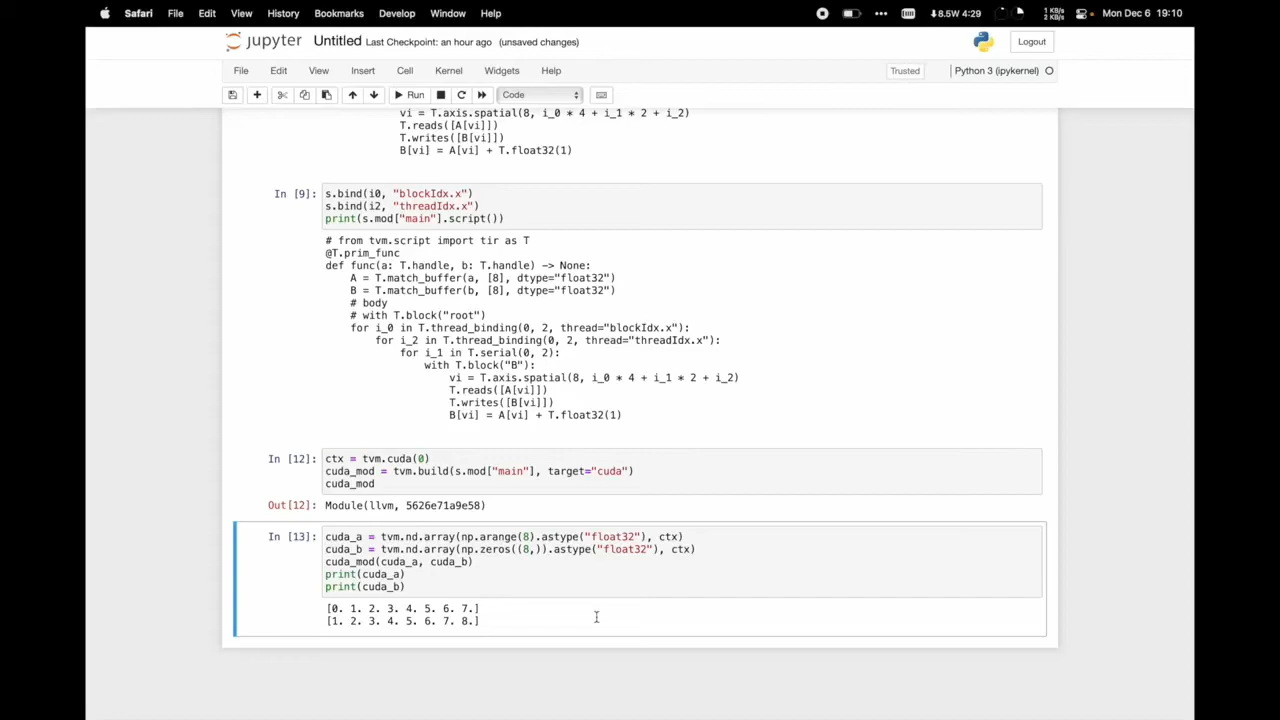 Safari File Edit View History Bookmarks Develop Window Help 8.5W 4:29 1 KB/s 2 KB/s Mon Dec 6 19:10
jupyter Untitled Last Checkpoint: an hour ago (unsaved changes) Logout
File Edit View Insert Cell Kernel Widgets Help Trusted Python 3 (ipykernel)
Run Code
vi = T.axis.spatial(8, i_0 * 4 + i_1 * 2 + i_2)
T.reads([A[vi]])
T.writes([B[vi]])
B[vi] = A[vi] + T.float32(1)
In [9]: s.bind(i0, "blockIdx.x")
s.bind(i2, "threadIdx.x")
print(s.mod["main"].script())
# from tvm.script import tir as T
@T.prim_func
def func(a: T.handle, b: T.handle) -> None:
A = T.match_buffer(a, [8], dtype="float32")
B = T.match_buffer(b, [8], dtype="float32")
# body
# with T.block("root")
for i_0 in T.thread_binding(0, 2, thread="blockIdx.x"):
for i_2 in T.thread_binding(0, 2, thread="threadIdx.x"):
for i_1 in T.serial(0, 2):
with T.block("B"):
vi = T.axis.spatial(8, i_0 * 4 + i_1 * 2 + i_2)
T.reads([A[vi]])
T.writes([B[vi]])
B[vi] = A[vi] + T.float32(1)
In [12]: ctx = tvm.cuda(0)
cuda_mod = tvm.build(s.mod["main"], target="cuda")
cuda_mod
Out[12]: Module(llvm, 5626e71a9e58)
In [13]: cuda_a = tvm.nd.array(np.arange(8).astype("float32"), ctx)
cuda_b = tvm.nd.array(np.zeros((8,)).astype("float32"), ctx)
cuda_mod(cuda_a, cuda_b)
print(cuda_a)
print(cuda_b)
[0. 1. 2. 3. 4. 5. 6. 7.]
[1. 2. 3. 4. 5. 6. 7. 8.]